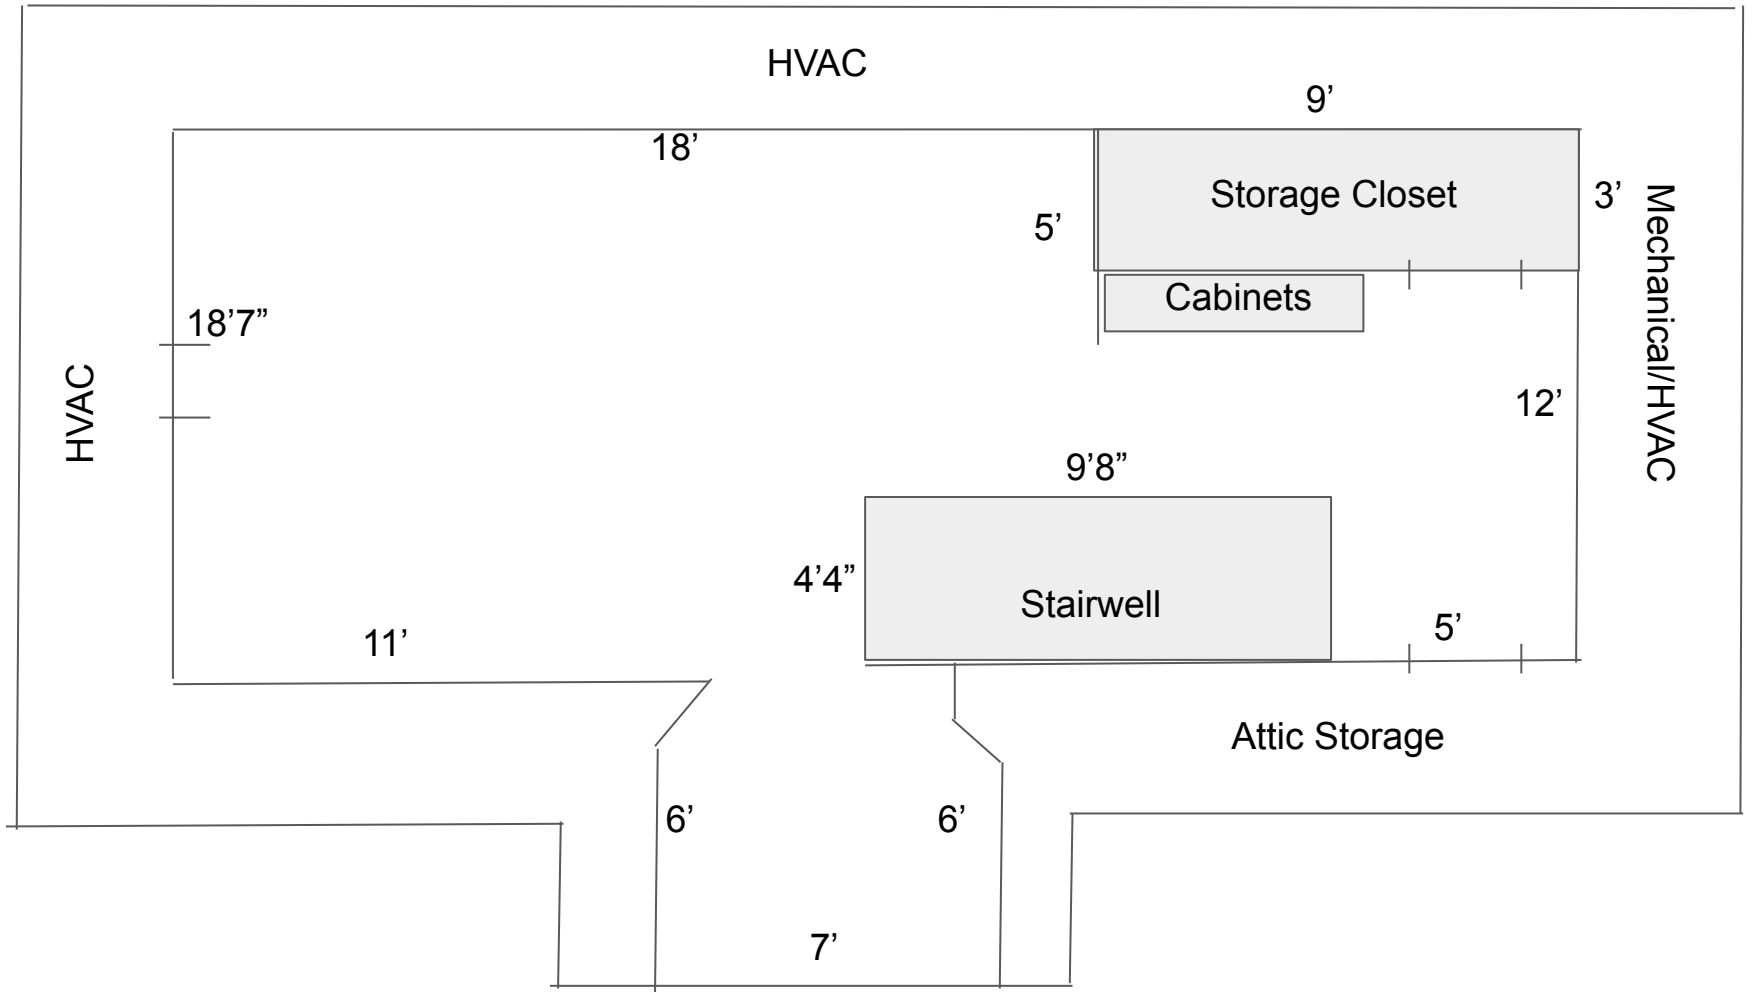 HVAC
9’
18’
Storage Closet
3’
5’
Mechanical/HVAC
Cabinets
18’7”
HVAC
12’
9’8”
4’4”
Stairwell
11’
5’
Attic Storage
6’
6’
7’